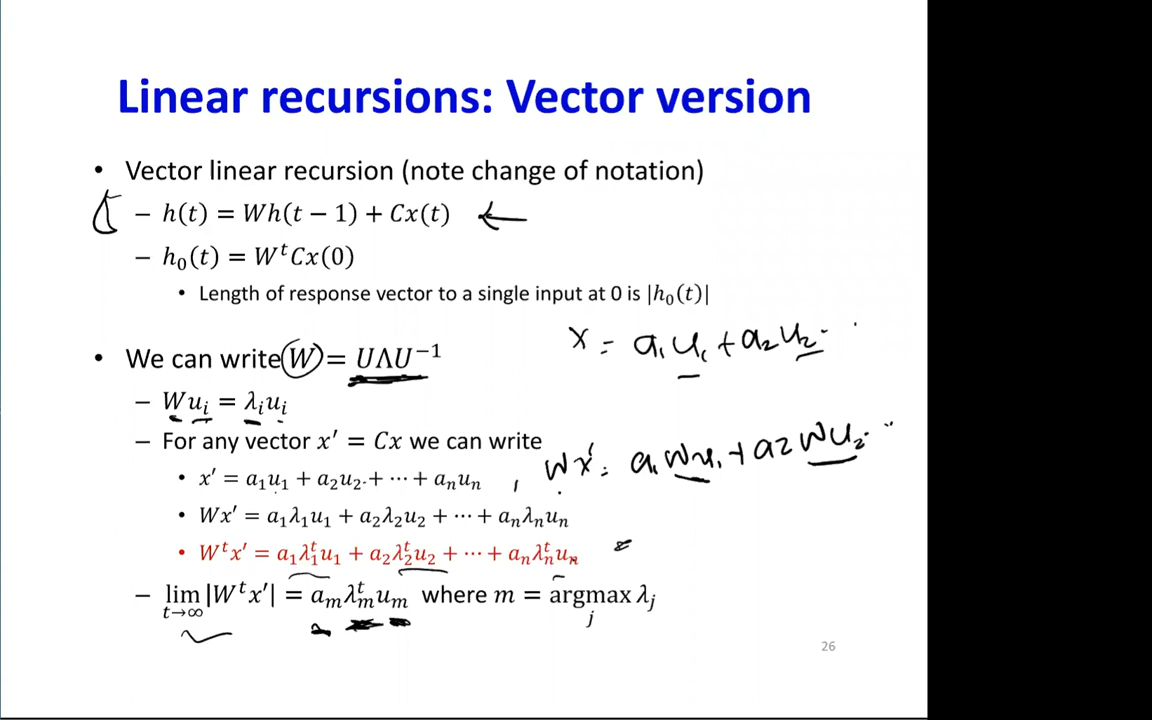 Linear recursions: Vector version
• Vector linear recursion (note change of notation)
– h(t) = Wh(t − 1) + Cx(t) ←
– h₀(t) = WᵗCx(0)
• Length of response vector to a single input at 0 is |h₀(t)|
x = a₁u₁ + a₂u₂..
• We can write W = UΛU⁻¹
– Wuᵢ = λᵢuᵢ
– For any vector x′ = Cx we can write
Wx′ = a₁Wu₁ + a₂Wu₂..
• x′ = a₁u₁ + a₂u₂ + ⋯ + aₙuₙ
• Wx′ = a₁λ₁u₁ + a₂λ₂u₂ + ⋯ + aₙλₙuₙ
• Wᵗx′ = a₁λ₁ᵗu₁ + a₂λ₂ᵗu₂ + ⋯ + aₙλₙᵗuₙ
– lim t→∞ |Wᵗx′| = aₘλₘᵗuₘ where m = argmax j λⱼ
26